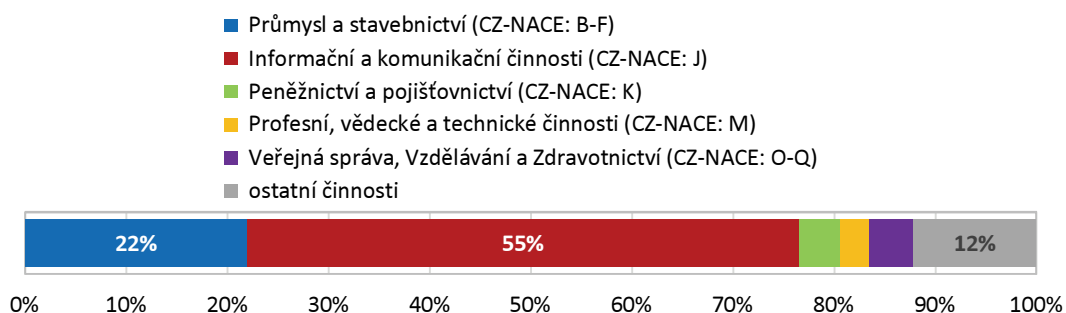 Průmysl a stavebnictví (CZ-NACE: B-F)
Informační a komunikační činnosti (CZ-NACE: J)
Peněžnictví a pojišťovnictví (CZ-NACE: K)
Profesní, vědecké a technické činnosti (CZ-NACE: M)
Veřejná správa, Vzdělávání a Zdravotnictví (CZ-NACE: O-Q)
ostatní činnosti
22% 55% 12%
0% 10% 20% 30% 40% 50% 60% 70% 80% 90% 100%